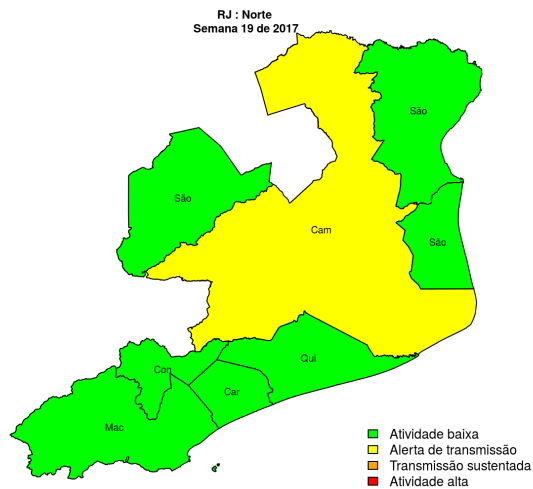 RJ : Norte
Semana 19 de 2017
São
São
Cam
São
Qui
Con
Car
Mac
Atividade baixa
Alerta de transmissão
Transmissão sustentada
Atividade alta